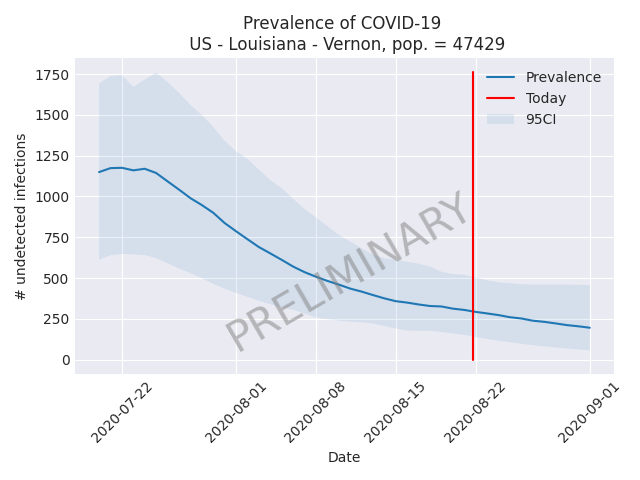 Prevalence of COVID-19
US - Louisiana - Vernon, pop. = 47429
1750
1500
1250
1000
750
500
250
0
# undetected infections
Prevalence
Today
95CI
PRELIMINARY
2020-07-22
2020-08-01
2020-08-08
2020-08-15
2020-08-22
2020-09-01
Date